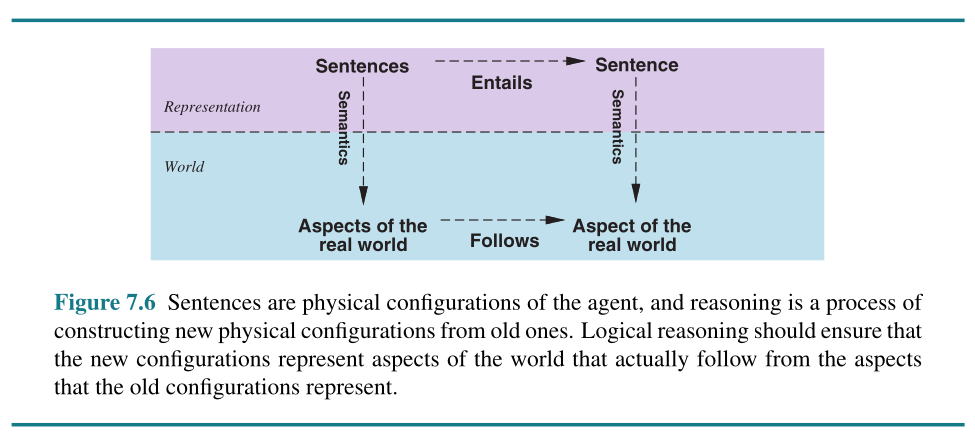 Sentences
Entails
Sentence
Representation
Semantics
Semantics
World
Aspects of the
real world
Follows
Aspect of the
real world
Figure 7.6 Sentences are physical configurations of the agent, and reasoning is a process of
constructing new physical configurations from old ones. Logical reasoning should ensure that
the new configurations represent aspects of the world that actually follow from the aspects
that the old configurations represent.